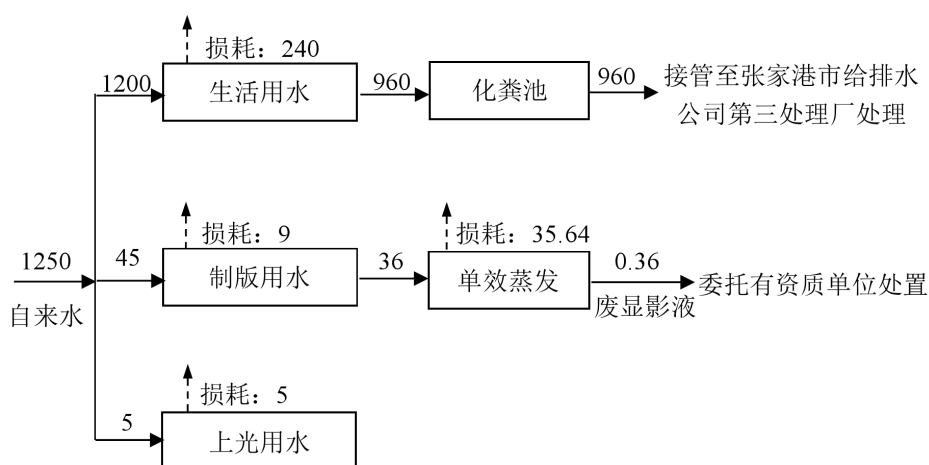 损耗：240
1200
生活用水
960
化粪池
960
接管至张家港市给排水
公司第三处理厂处理
1250
自来水
45
损耗：9
制版用水
36
损耗：35.64
单效蒸发
0.36
废显影液
委托有资质单位处置
5
损耗：5
上光用水